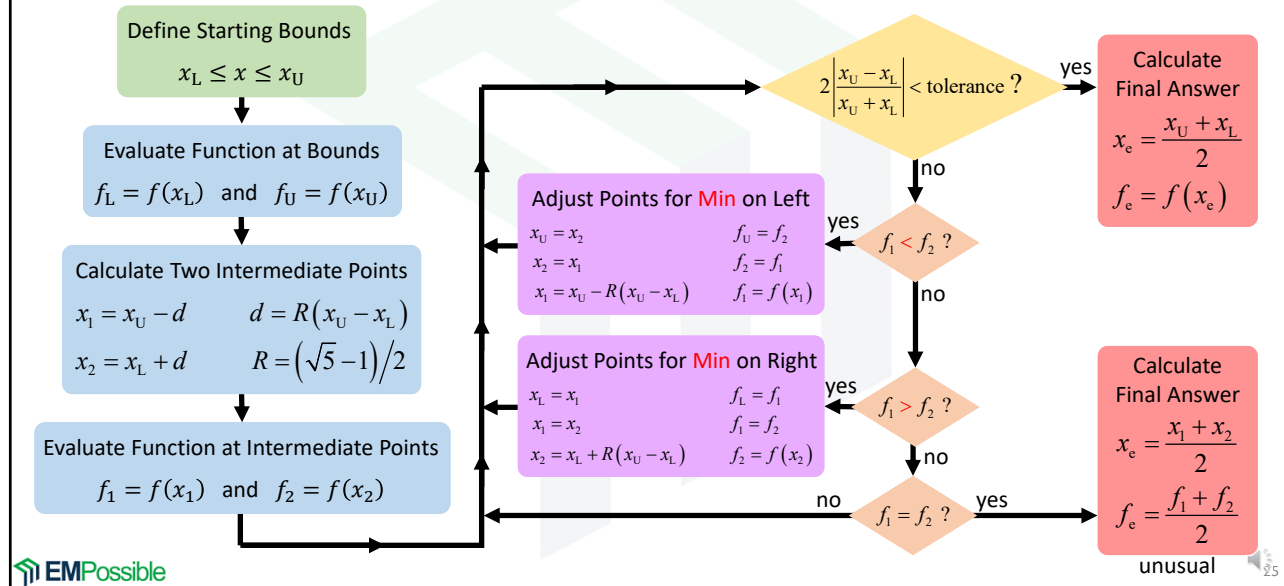 Define Starting Bounds
x_L ≤ x ≤ x_U
Evaluate Function at Bounds
f_L = f(x_L) and f_U = f(x_U)
Calculate Two Intermediate Points
x_1 = x_U − d d = R(x_U − x_L)
x_2 = x_L + d R = (√5 − 1)/2
Evaluate Function at Intermediate Points
f_1 = f(x_1) and f_2 = f(x_2)
2|(x_U − x_L)/(x_U + x_L)| < tolerance ?
yes
no
Calculate
Final Answer
x_e = (x_U + x_L)/2
f_e = f(x_e)
Adjust Points for Min on Left
x_U = x_2 f_U = f_2
x_2 = x_1 f_2 = f_1
x_1 = x_U − R(x_U − x_L) f_1 = f(x_1)
yes
f_1 < f_2 ?
no
Adjust Points for Min on Right
x_L = x_1 f_L = f_1
x_1 = x_2 f_1 = f_2
x_2 = x_L + R(x_U − x_L) f_2 = f(x_2)
yes
f_1 > f_2 ?
no
no
f_1 = f_2 ?
yes
Calculate
Final Answer
x_e = (x_1 + x_2)/2
f_e = (f_1 + f_2)/2
unusual
EMPossible
25